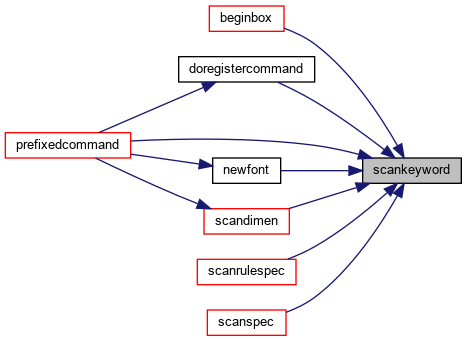 beginbox
doregistercommand
prefixedcommand
newfont
scankeyword
scandimen
scanrulespec
scanspec